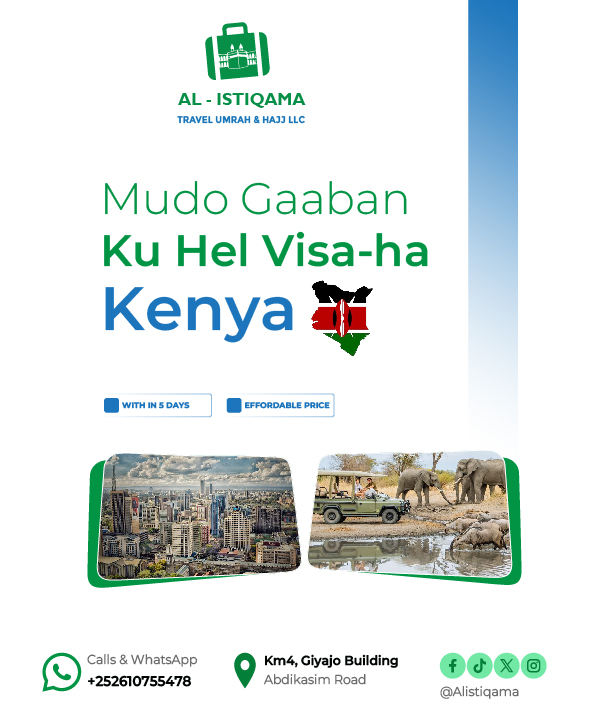 AL - ISTIQAMA
TRAVEL UMRAH & HAJJ LLC
Mudo Gaaban
Ku Hel Visa-ha
Kenya
WITH IN 5 DAYS
EFFORDABLE PRICE
Calls & WhatsApp
+252610755478
Km4, Giyajo Building
Abdikasim Road
@Alistiqama